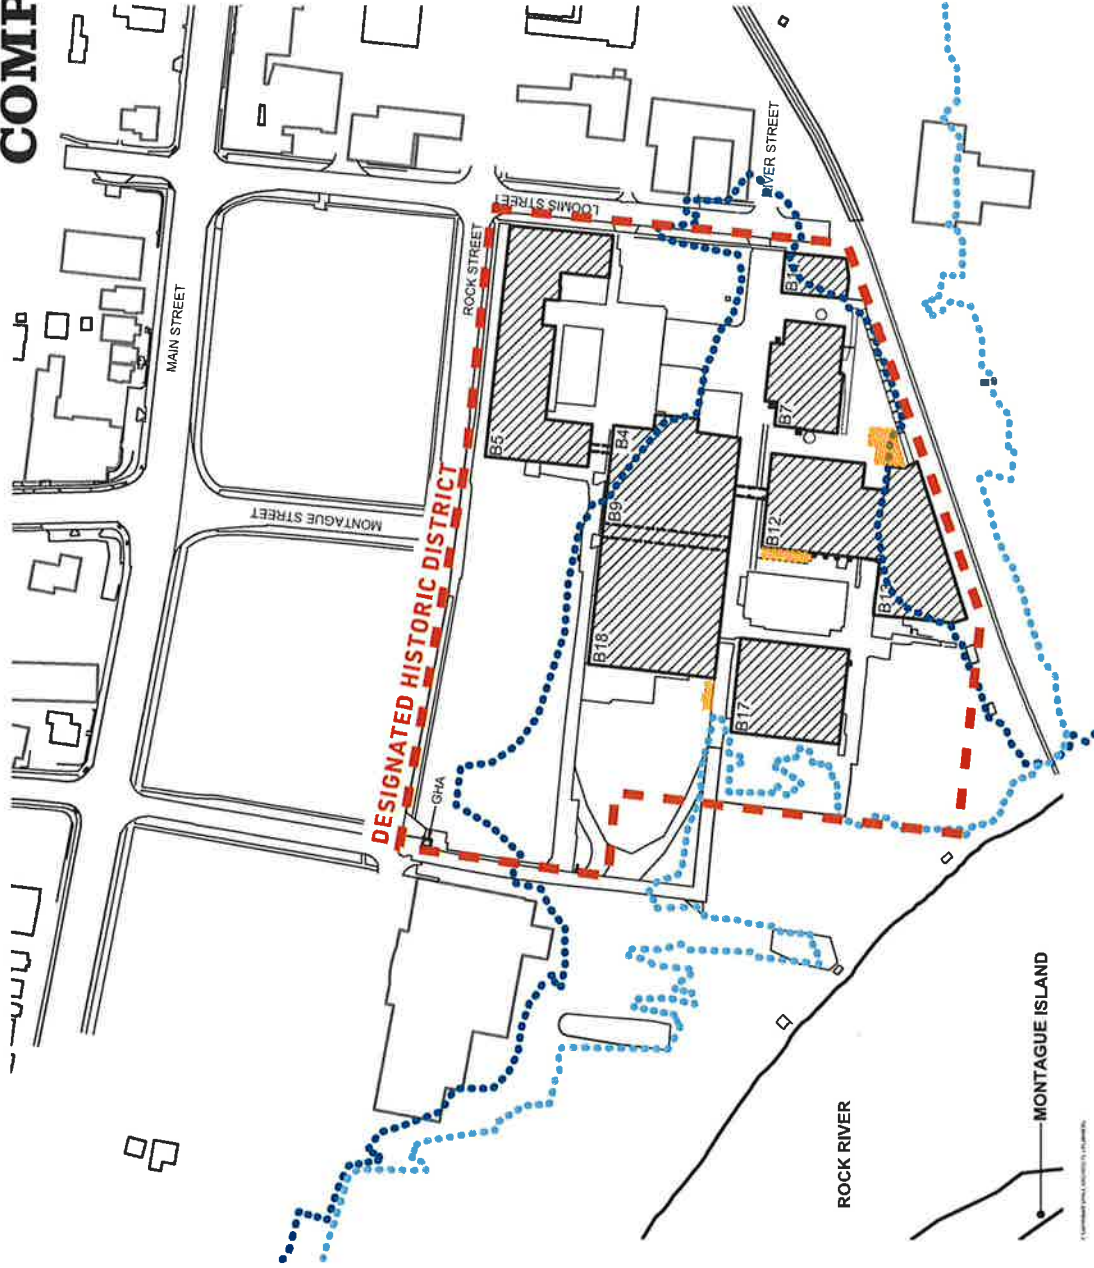 COMP
MAIN STREET
RIVER STREET
LOOMIS STREET
ROCK STREET
MONTAGUE STREET
DESIGNATED HISTORIC DISTRICT
B5
B4
B9
B18
B7
B12
B13
B17
GHA
ROCK RIVER
MONTAGUE ISLAND